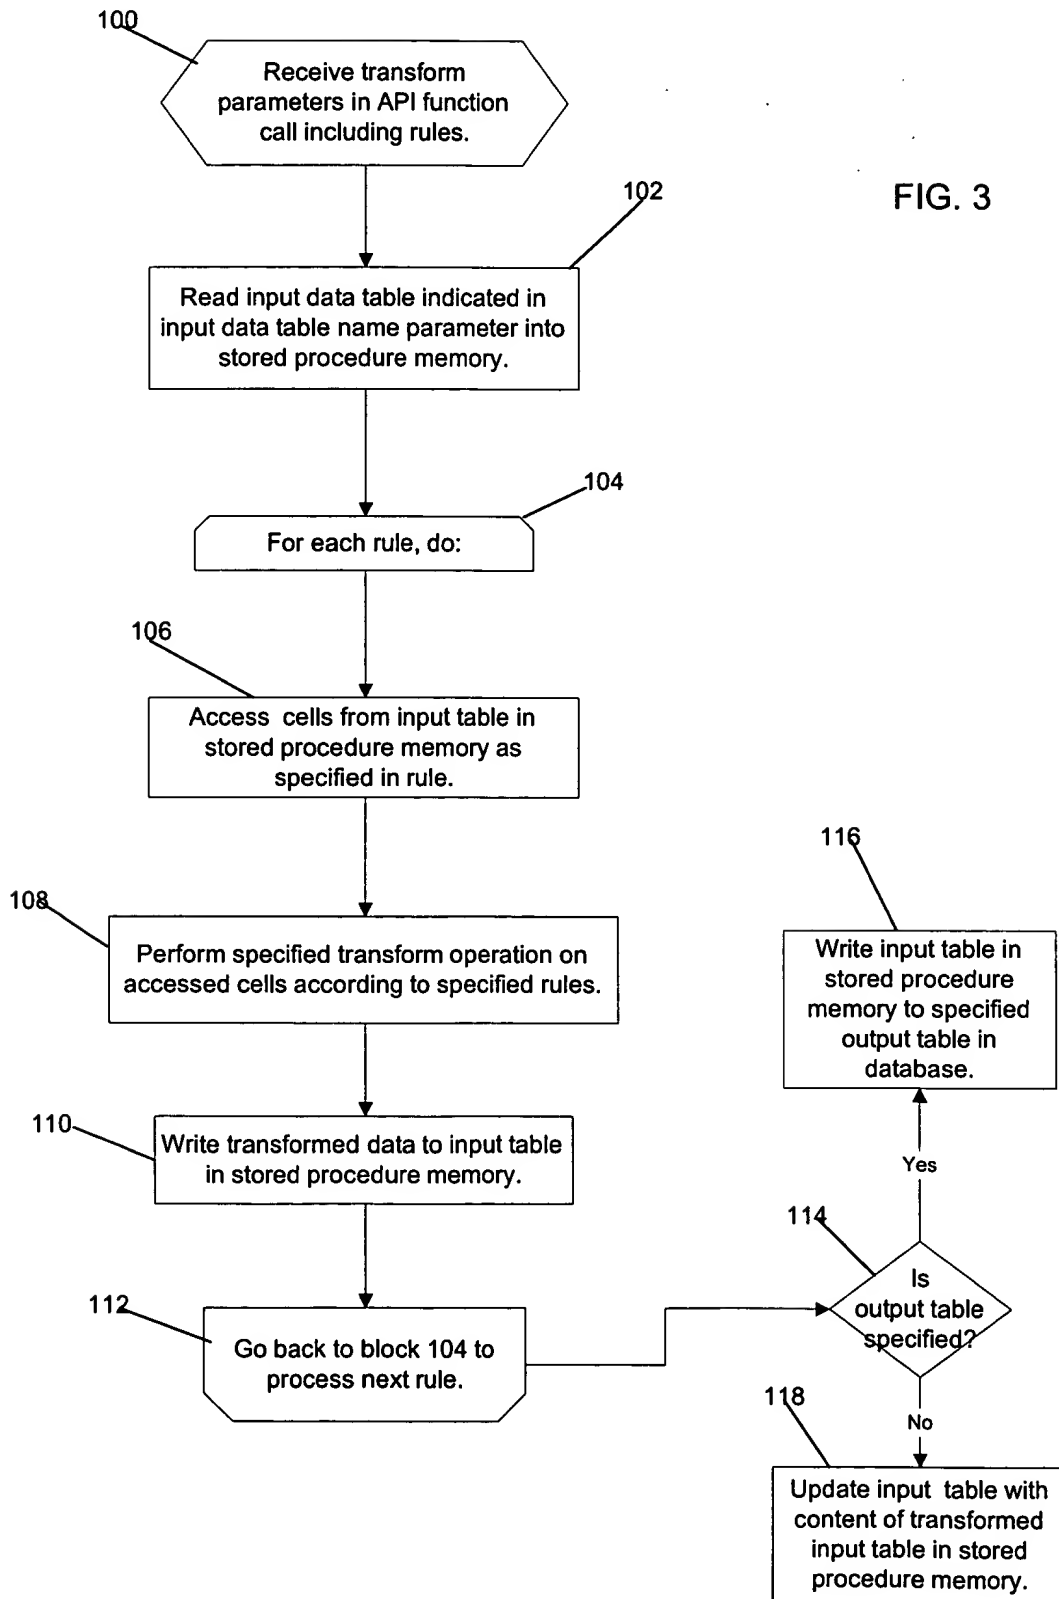 100
Receive transform
parameters in API function
call including rules.
FIG. 3
102
Read input data table indicated in
input data table name parameter into
stored procedure memory.
104
For each rule, do:
106
Access cells from input table in
stored procedure memory as
specified in rule.
108
Perform specified transform operation on
accessed cells according to specified rules.
110
Write transformed data to input table
in stored procedure memory.
112
Go back to block 104 to
process next rule.
116
Write input table in
stored procedure
memory to specified
output table in
database.
Yes
114
Is
output table
specified?
No
118
Update input table with
content of transformed
input table in stored
procedure memory.